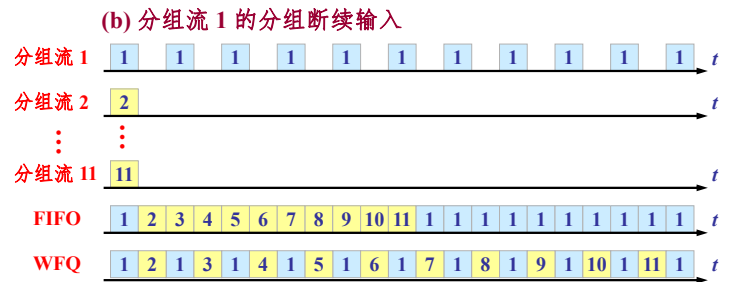 (b) 分组流 1 的分组断续输入
分组流 1 1 1 1 1 1 1 1 1 1 1 1 t
分组流 2 2 t
⋮ ⋮
分组流 11 11 t
FIFO 1 2 3 4 5 6 7 8 9 10 11 1 1 1 1 1 1 1 1 1 1 t
WFQ 1 2 1 3 1 4 1 5 1 6 1 7 1 8 1 9 1 10 1 11 1 t